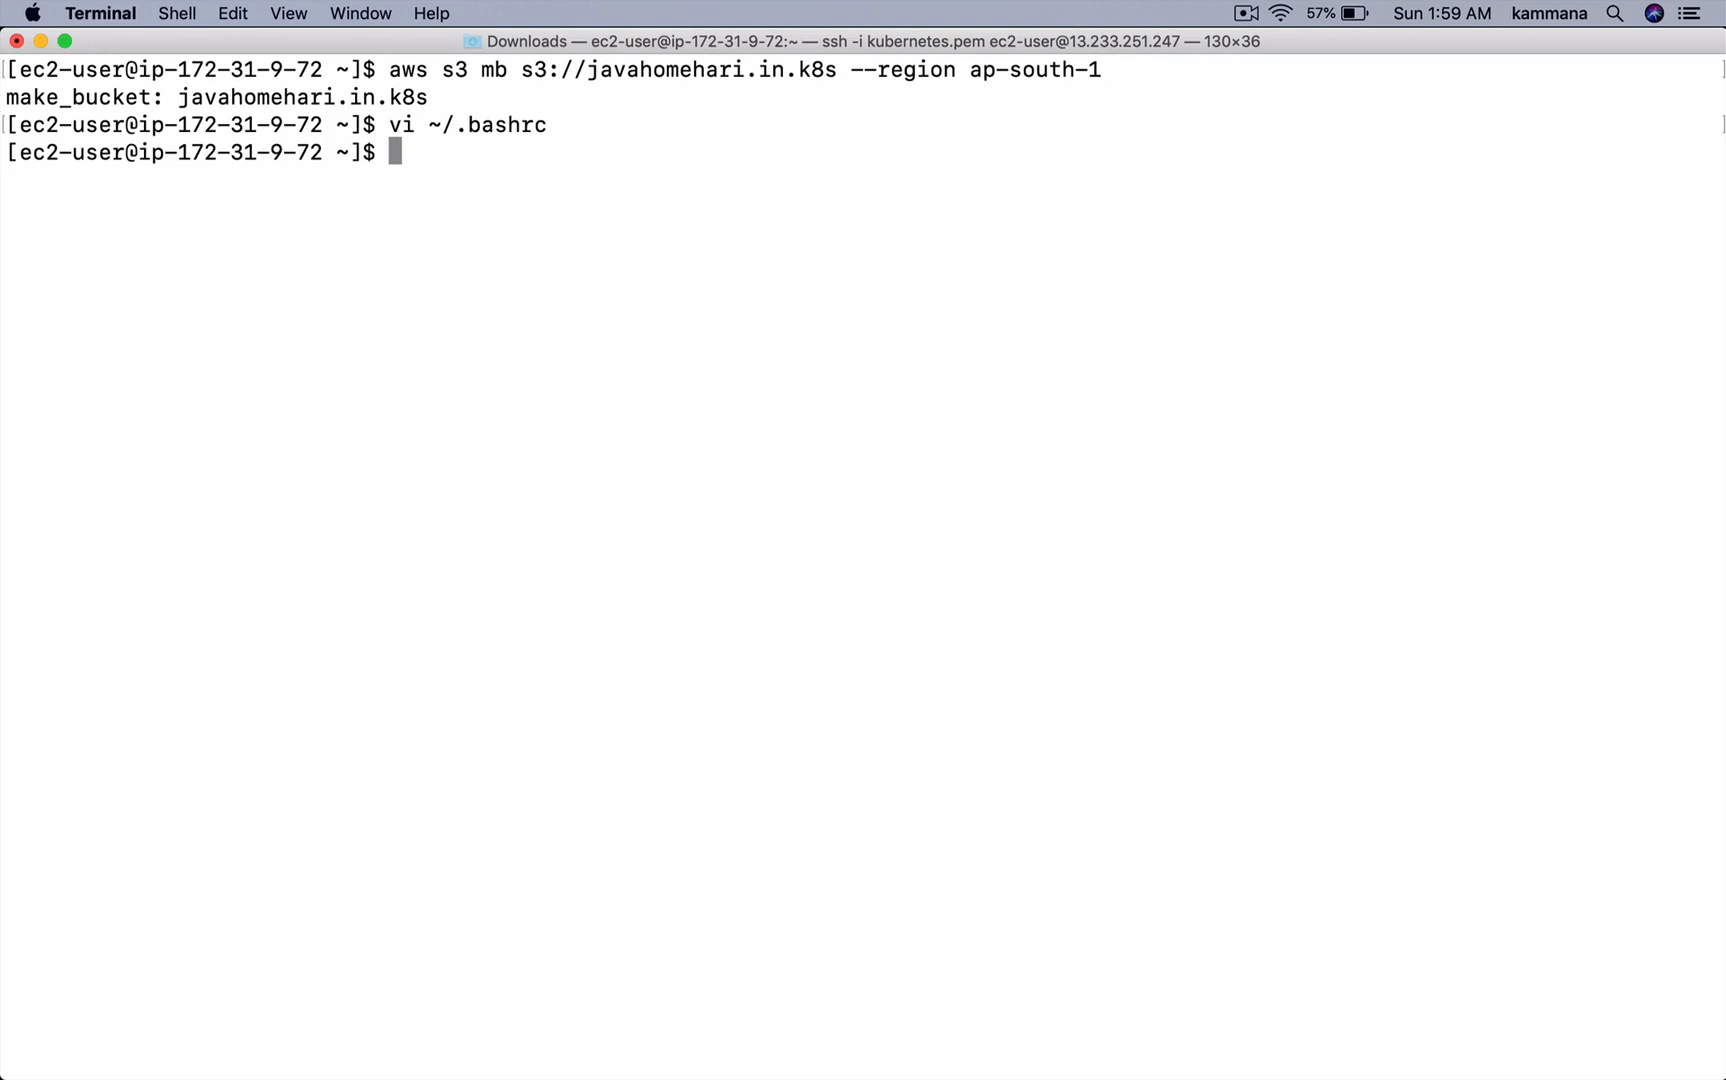 Terminal Shell Edit View Window Help 57% Sun 1:59 AM kammana
Downloads — ec2-user@ip-172-31-9-72:~ — ssh -i kubernetes.pem ec2-user@13.233.251.247 — 130×36
[ec2-user@ip-172-31-9-72 ~]$ aws s3 mb s3://javahomehari.in.k8s --region ap-south-1
make_bucket: javahomehari.in.k8s
[ec2-user@ip-172-31-9-72 ~]$ vi ~/.bashrc
[ec2-user@ip-172-31-9-72 ~]$